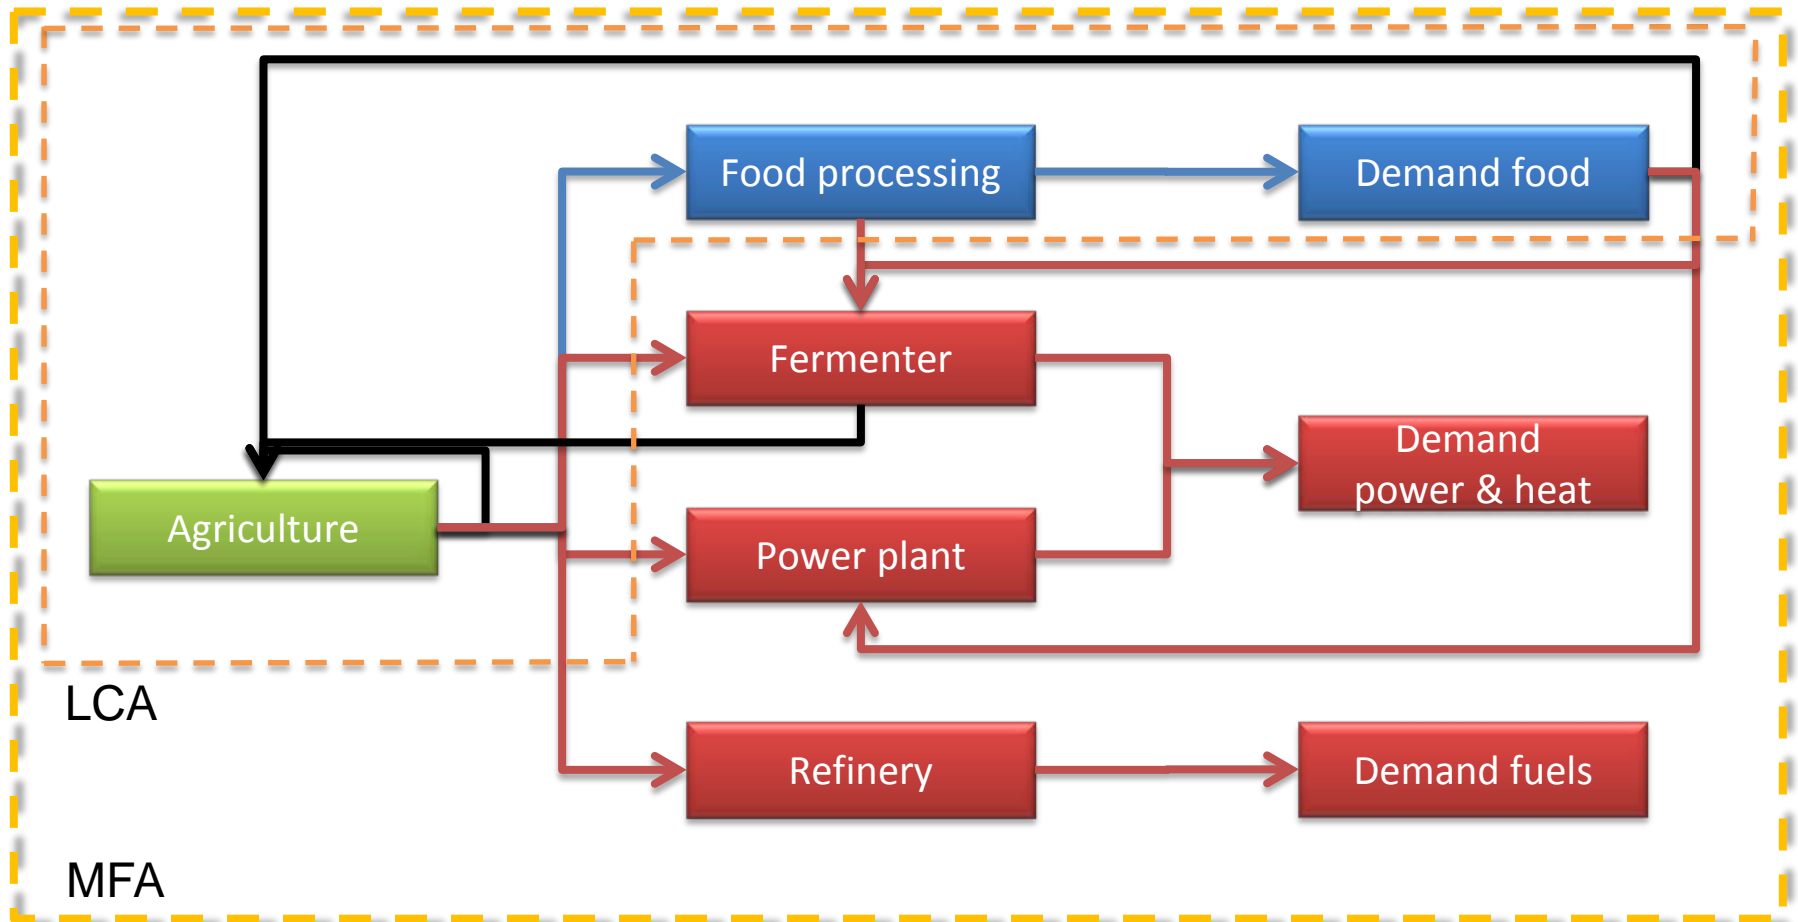 Food processing
Demand food
Fermenter
Demand
power & heat
Agriculture
Power plant
LCA
Refinery
Demand fuels
MFA